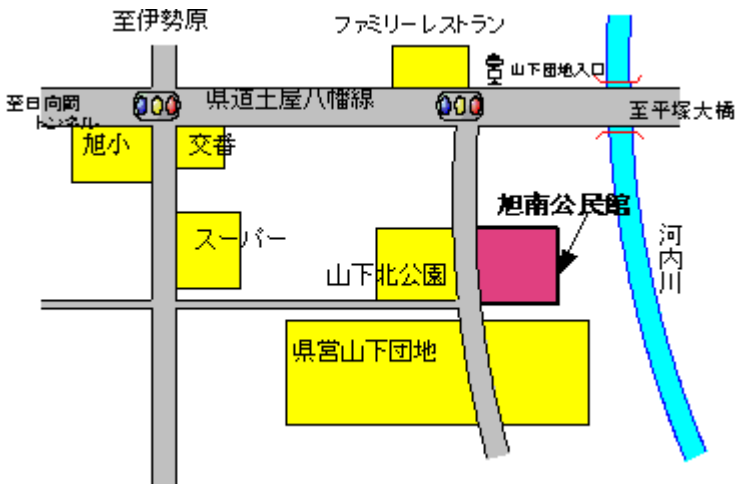 至伊勢原
ファミリーレストラン
山下団地入口
至日向岡
トンネル
県道土屋八幡線
至平塚大橋
旭小
交番
旭南公民館
スーパー
山下北公園
河内川
県営山下団地